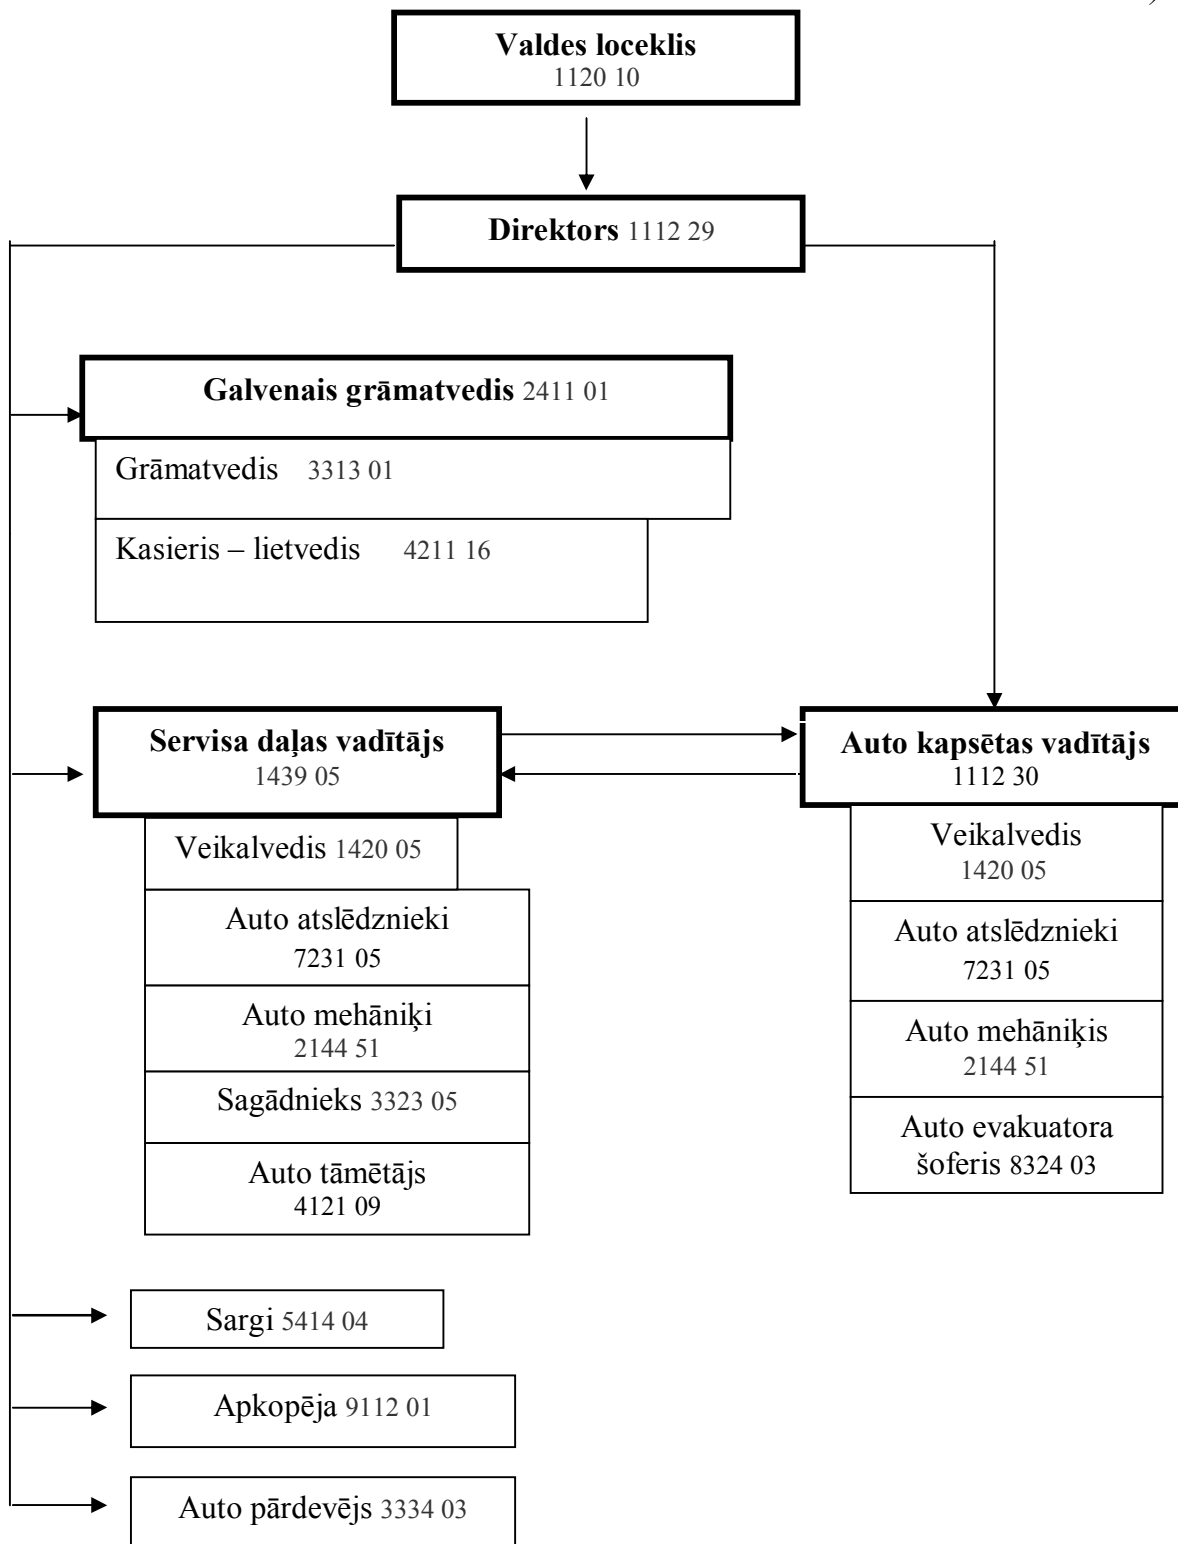 Valdes loceklis
1120 10
Direktors 1112 29
Galvenais grāmatvedis 2411 01
Grāmatvedis 3313 01
Kasieris – lietvedis 4211 16
Servisa daļas vadītājs
1439 05
Veikalvedis 1420 05
Auto atslēdznieki
7231 05
Auto mehāniķi
2144 51
Sagādnieks 3323 05
Auto tāmētājs
4121 09
Auto kapsētas vadītājs
1112 30
Veikalvedis
1420 05
Auto atslēdznieki
7231 05
Auto mehāniķis
2144 51
Auto evakuatora
šoferis 8324 03
Sargi 5414 04
Apkopēja 9112 01
Auto pārdevējs 3334 03